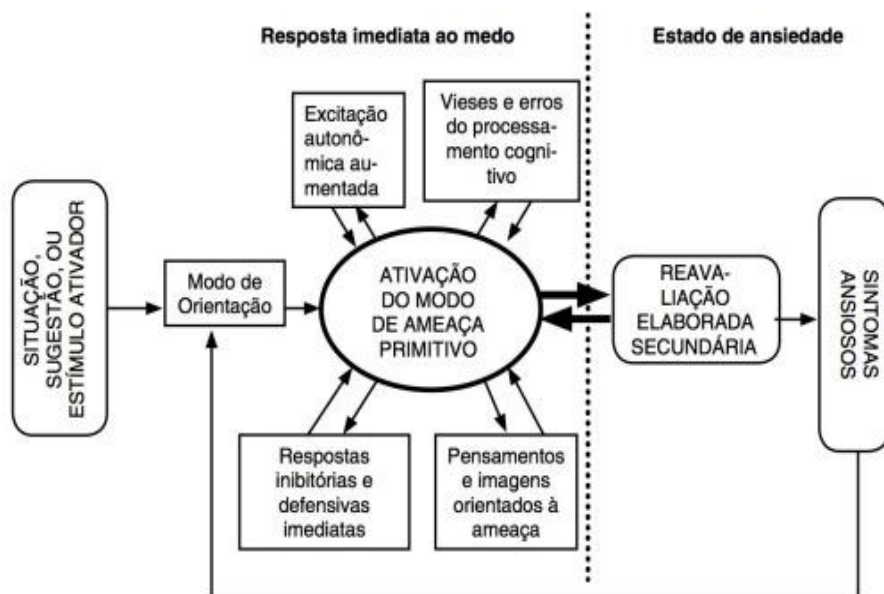 Resposta imediata ao medo
Estado de ansiedade
Excitação
autonô-
mica au-
mentada
Vieses e erros
do processa-
mento cogni-
tivo
SITUAÇÃO,
SUGESTÃO, OU
ESTÍMULO ATIVADOR
Modo de
Orientação
ATIVAÇÃO
DO MODO
DE AMEAÇA
PRIMITIVO
REAVA-
LIAÇÃO
ELABORADA
SECUNDÁRIA
SINTOMAS
ANSIOSOS
Respostas
inibitórias e
defensivas
imediatas
Pensamentos
e imagens
orientados à
ameaça